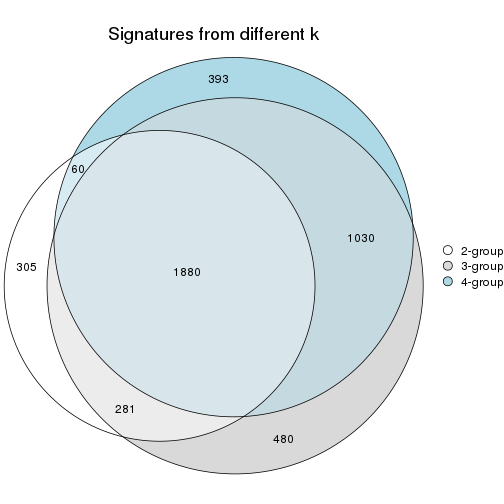 Signatures from different k
393
60
1030
305
1880
281
480
2-group
3-group
4-group